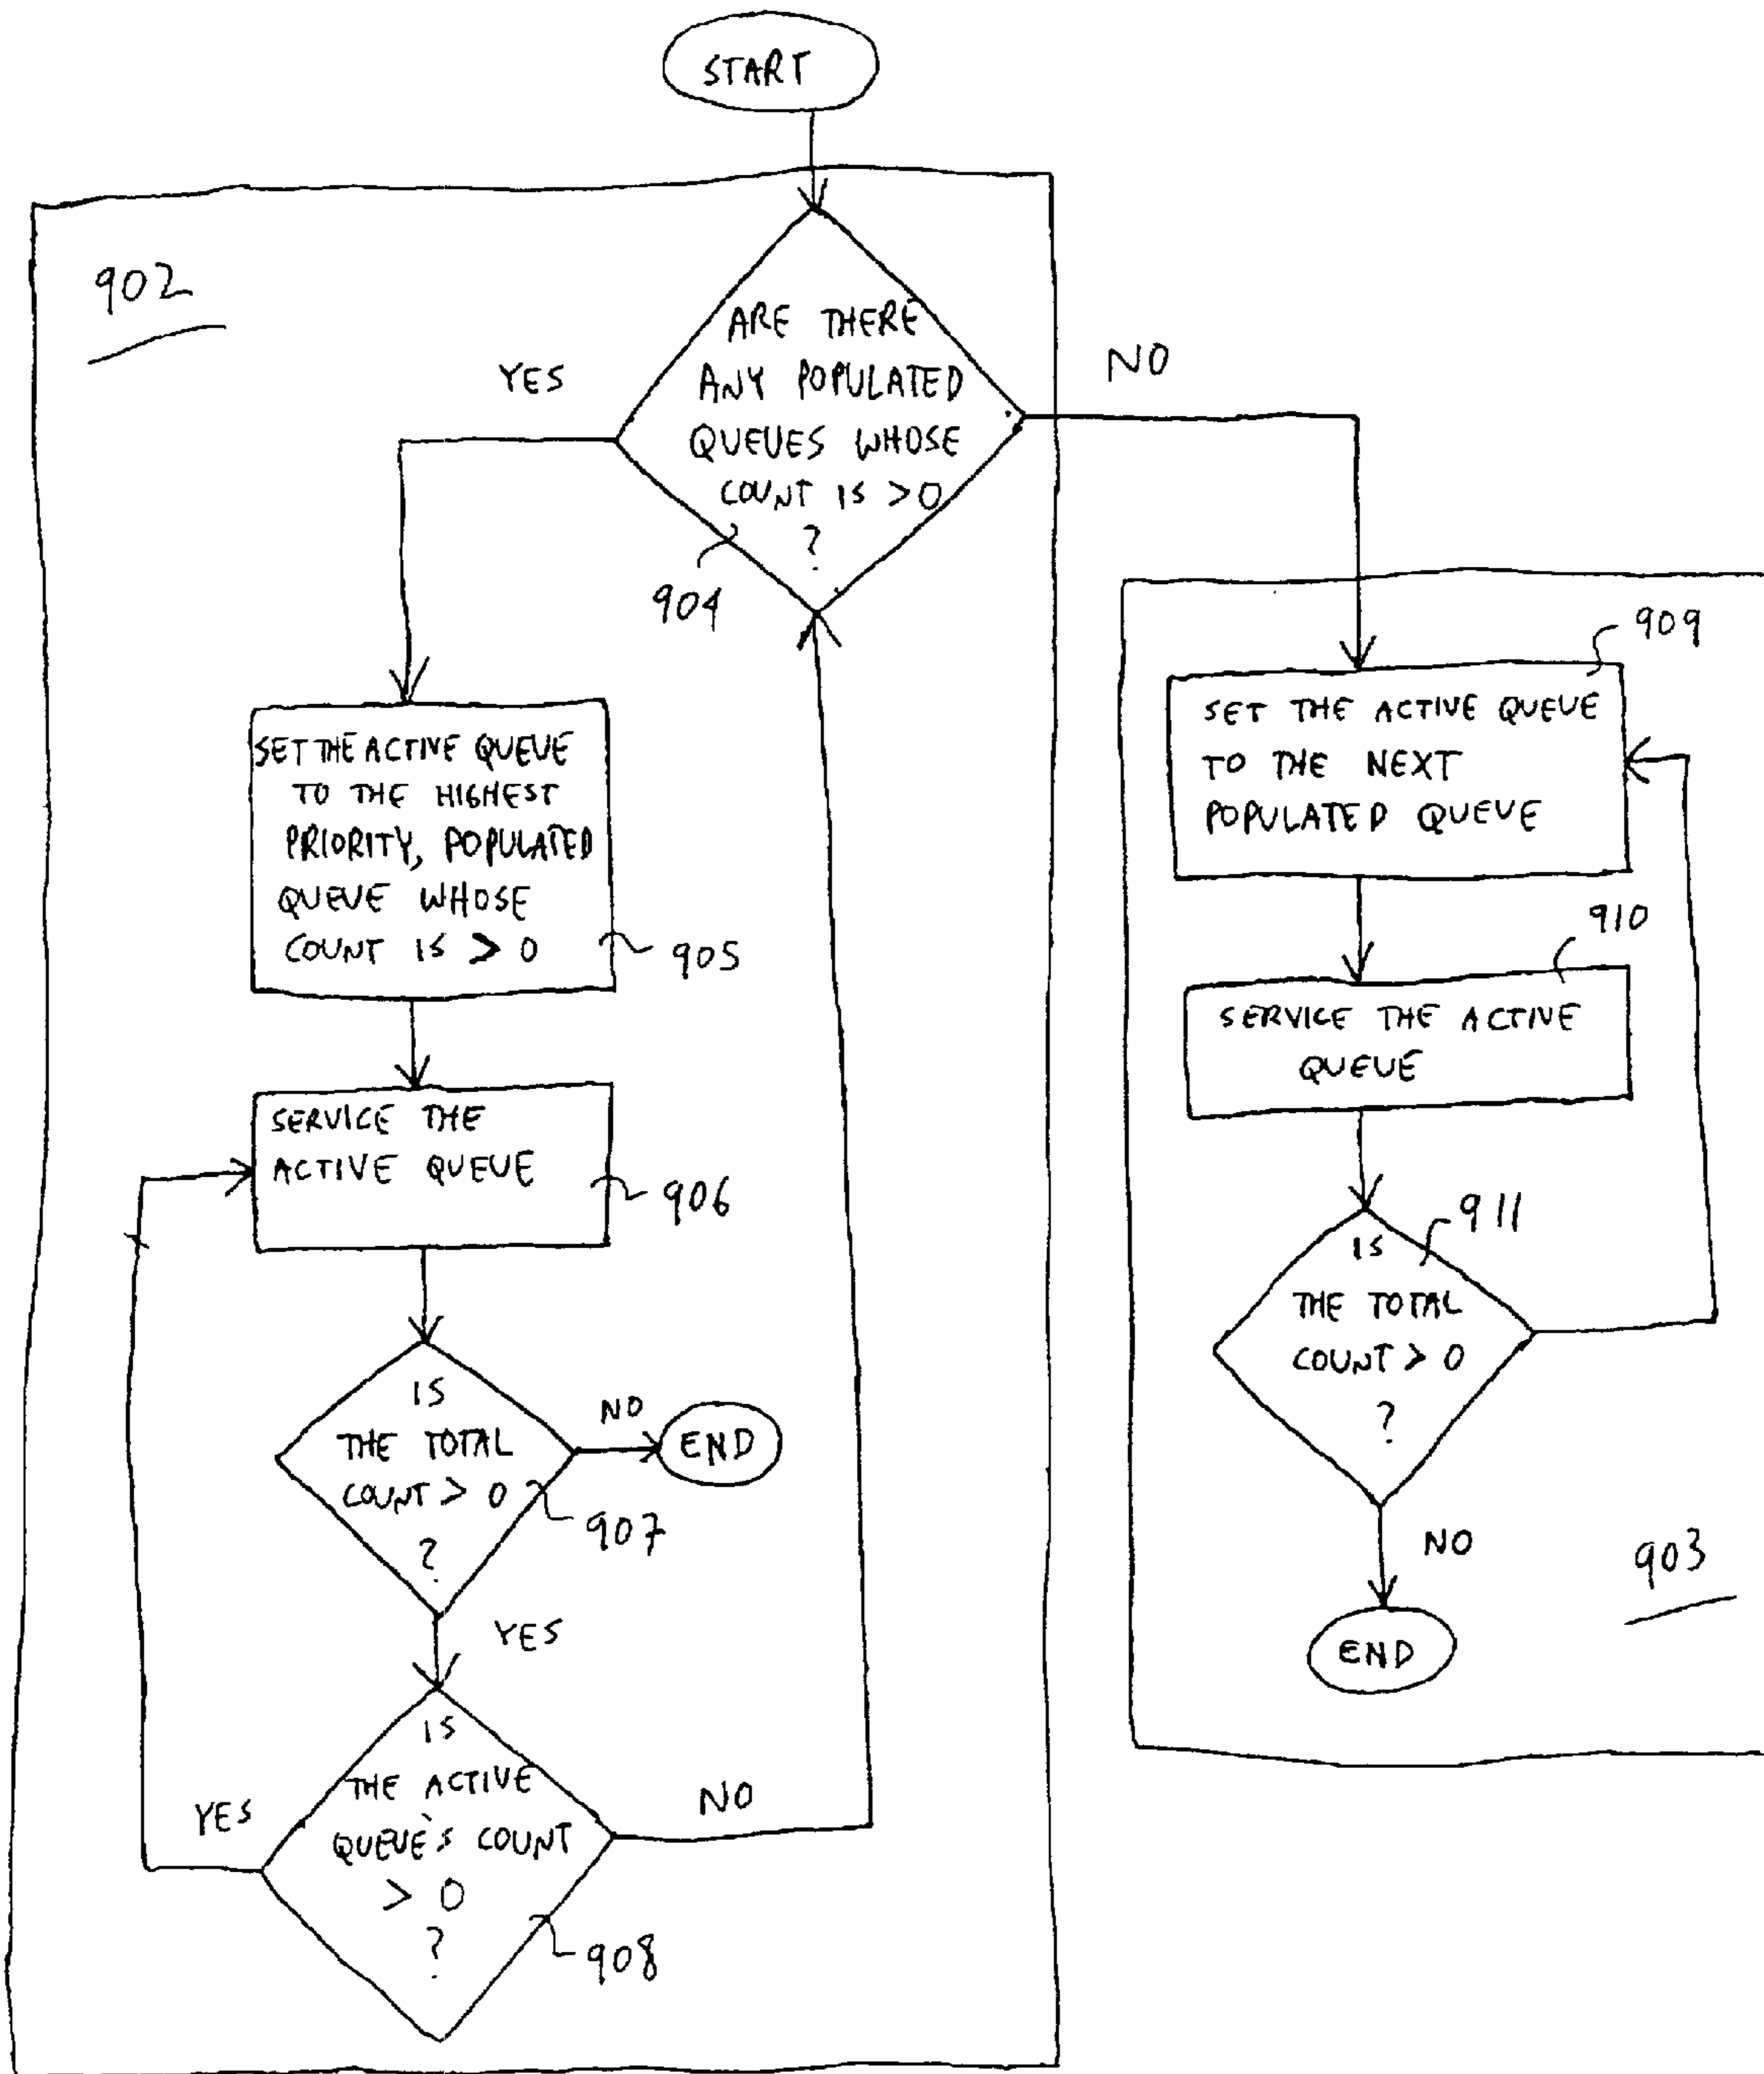 START
902
ARE THERE
ANY POPULATED
QUEUES WHOSE
COUNT IS >0
?
YES
NO
904
SET THE ACTIVE QUEUE
TO THE HIGHEST
PRIORITY, POPULATED
QUEUE WHOSE
COUNT IS > 0
905
SERVICE THE
ACTIVE QUEUE
906
IS
THE TOTAL
COUNT > 0
?
907
NO
END
YES
IS
THE ACTIVE
QUEUE'S COUNT
> 0
?
YES
NO
908
909
SET THE ACTIVE QUEUE
TO THE NEXT
POPULATED QUEUE
910
SERVICE THE ACTIVE
QUEUE
911
IS
THE TOTAL
COUNT > 0
?
NO
903
END